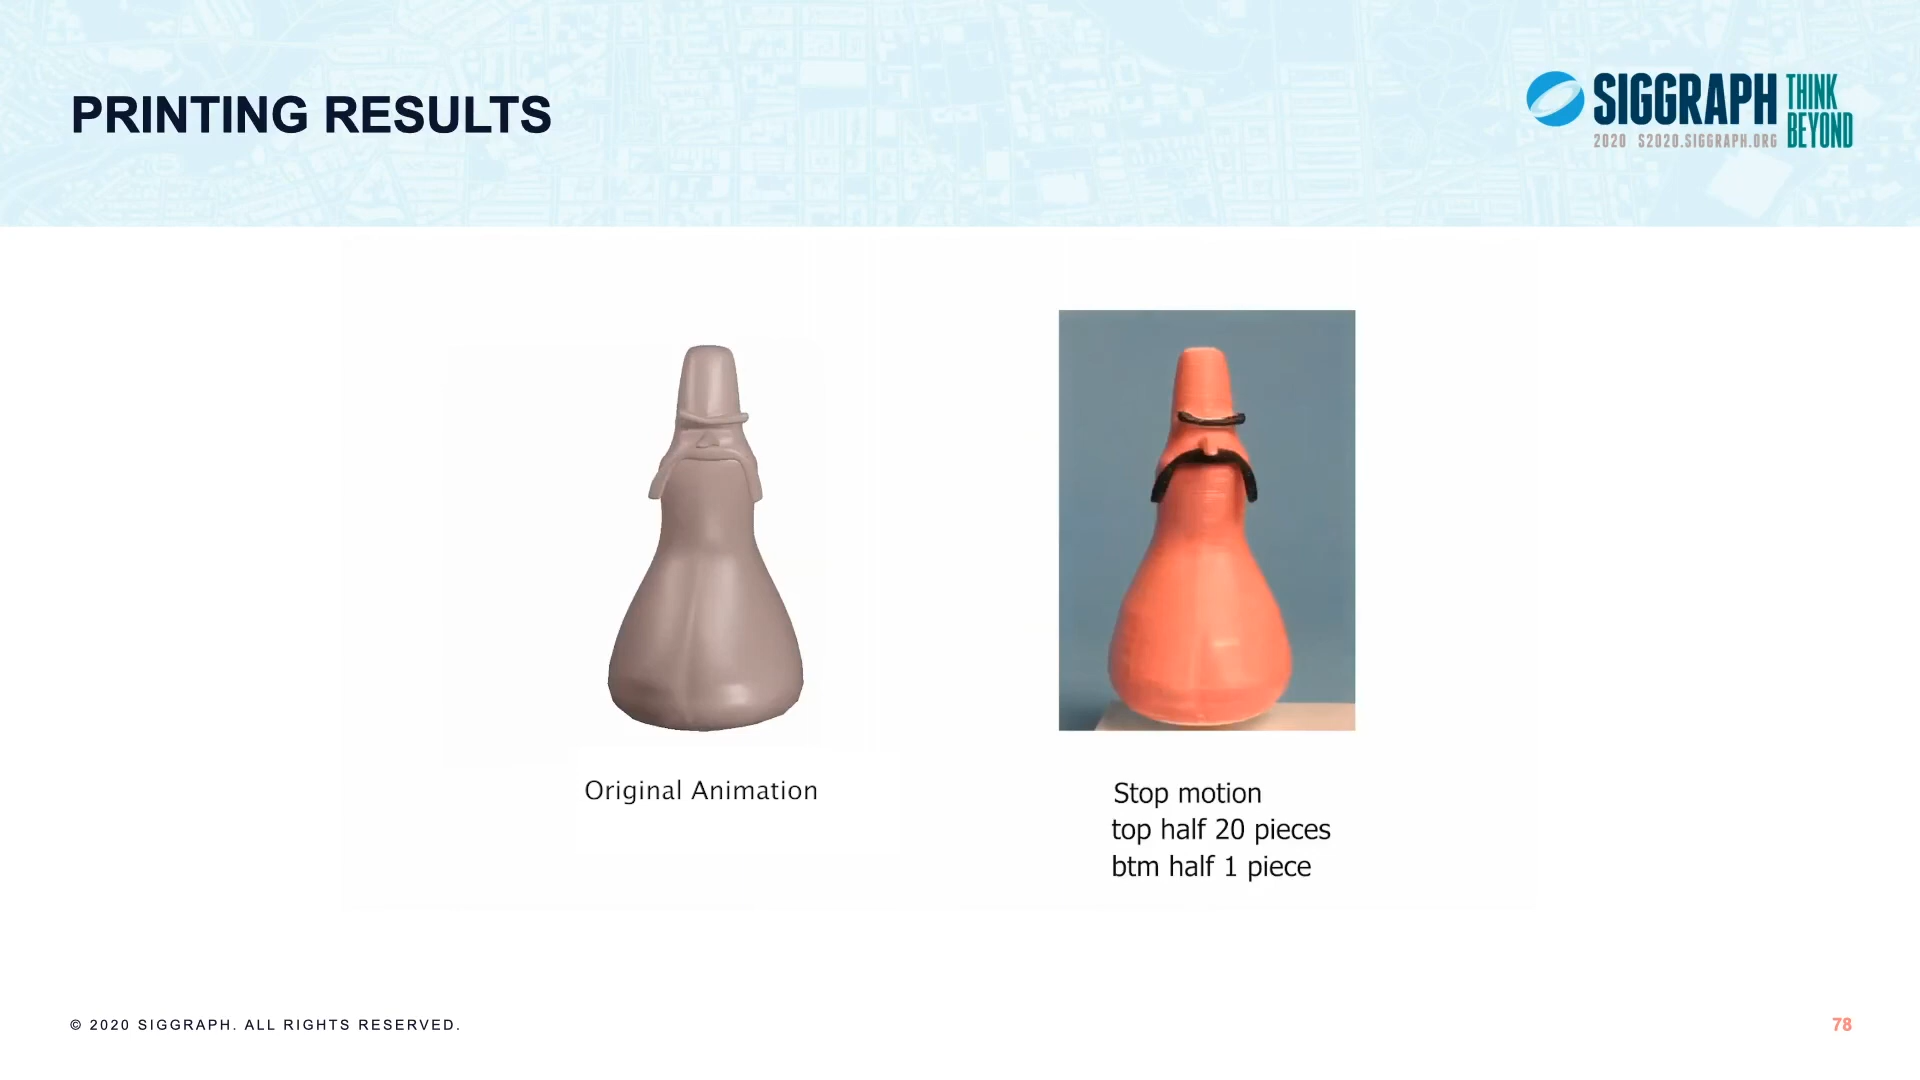 PRINTING RESULTS
SIGGRAPH THINK BEYOND
2020 S2020.SIGGRAPH.ORG
Original Animation
Stop motion
top half 20 pieces
btm half 1 piece
© 2020 SIGGRAPH. ALL RIGHTS RESERVED.
78